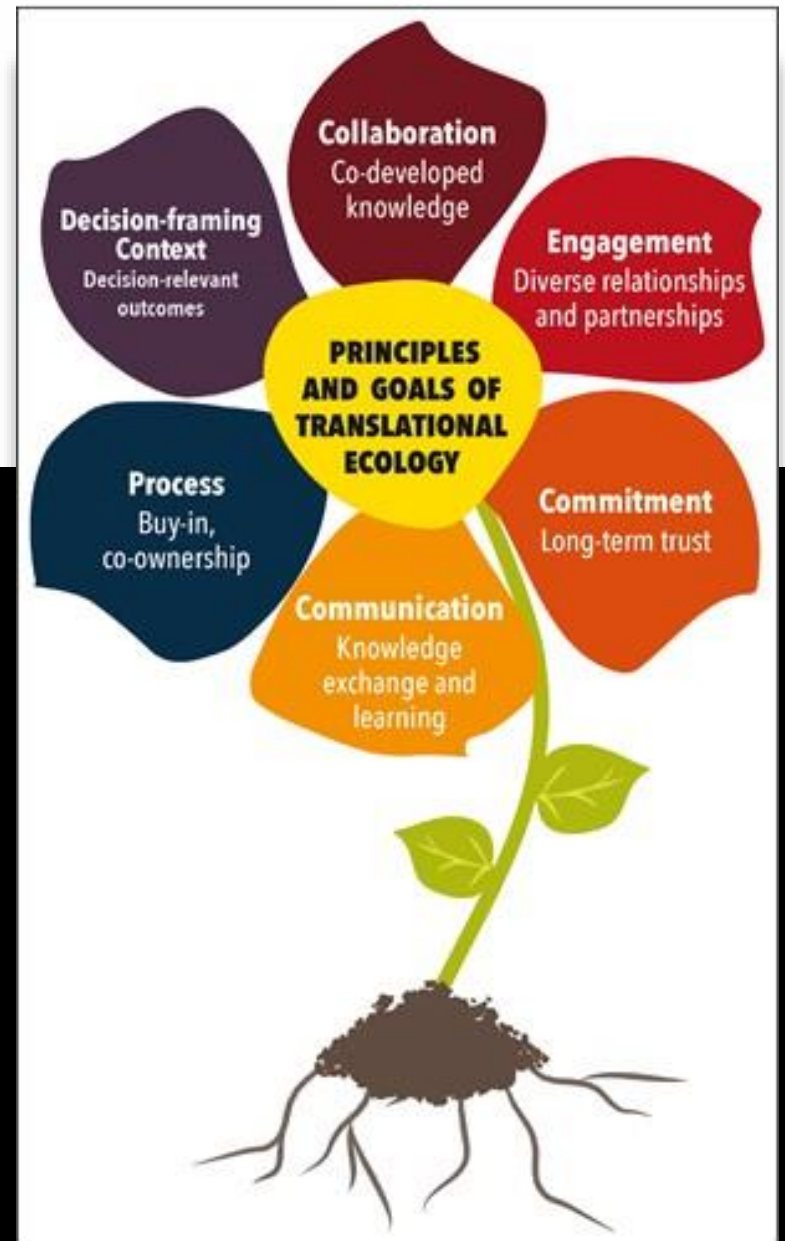 PRINCIPLES
AND GOALS OF
TRANSLATIONAL
ECOLOGY
Collaboration
Co-developed
knowledge
Engagement
Diverse relationships
and partnerships
Commitment
Long-term trust
Communication
Knowledge
exchange and
learning
Process
Buy-in,
co-ownership
Decision-framing
Context
Decision-relevant
outcomes